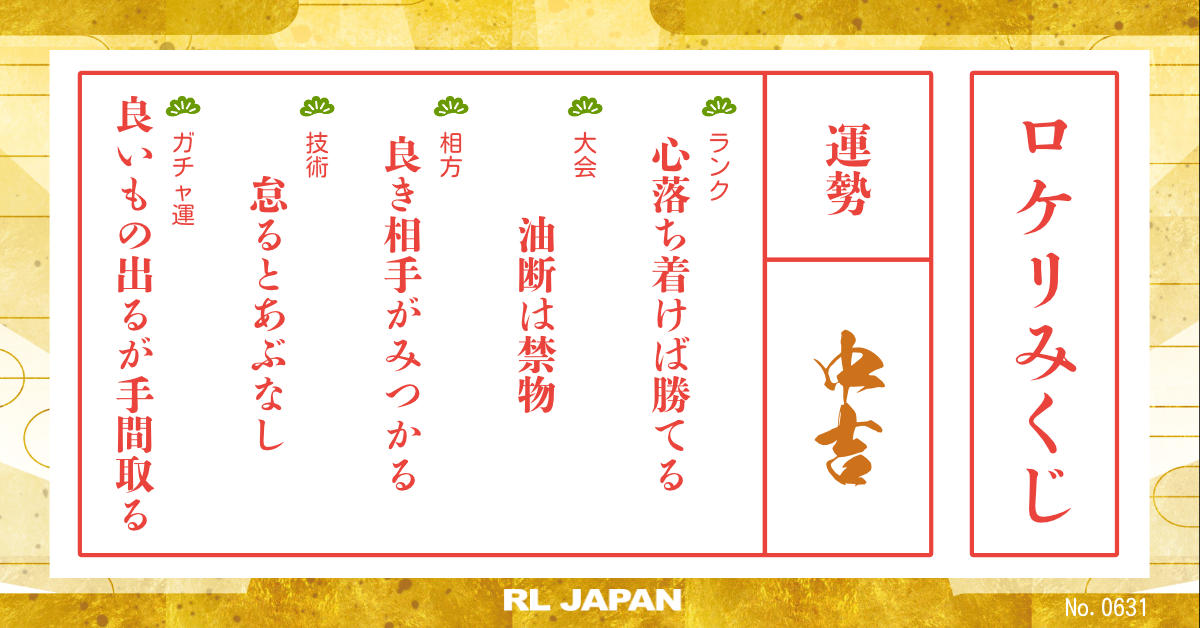 ロケリみくじ
運勢
中吉
ランク
心落ち着けば勝てる
大会
油断は禁物
相方
良き相手がみつかる
技術
怠るとあぶなし
ガチャ運
良いもの出るが手間取る
RL JAPAN
No. 0631